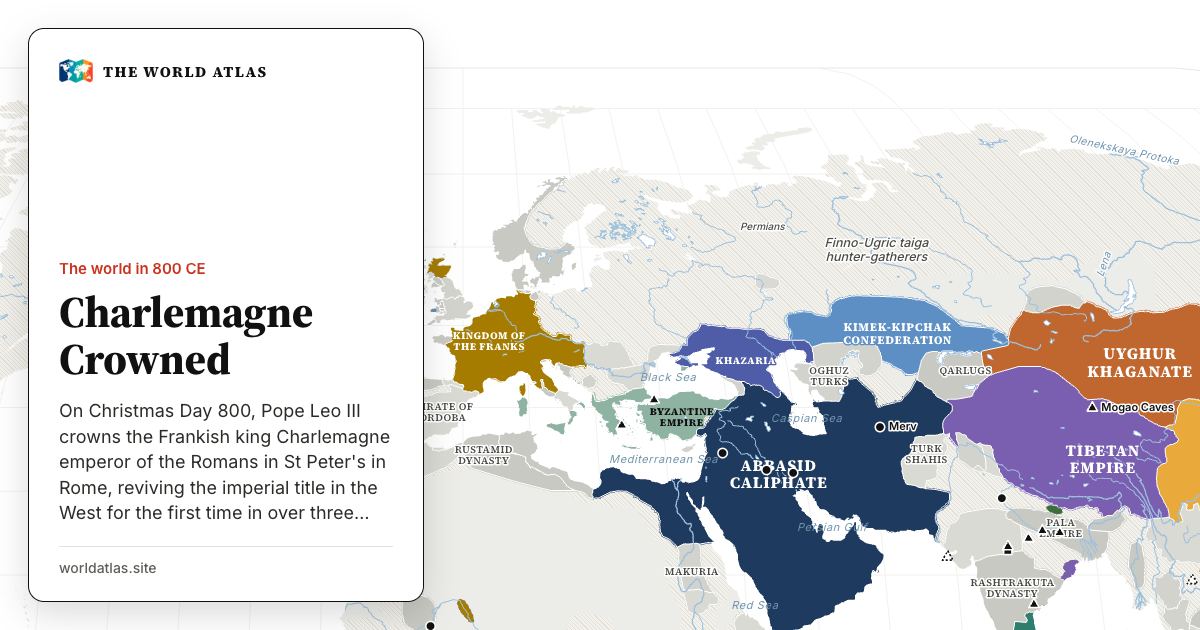 THE WORLD ATLAS
The world in 800 CE
Charlemagne
Crowned
On Christmas Day 800, Pope Leo III
crowns the Frankish king Charlemagne
emperor of the Romans in St Peter's in
Rome, reviving the imperial title in the
West for the first time in over three...
worldatlas.site
Olenekskaya Protoka
Permians
Finno-Ugric taiga
hunter-gatherers
Lena
KINGDOM OF
THE FRANKS
KHAZARIA
KIMEK-KIPCHAK
CONFEDERATION
UYGHUR
KHAGANATE
OGHUZ
TURKS
QARLUGS
Black Sea
IRATE OF
RDOBA
BYZANTINE
EMPIRE
Caspian Sea
Merv
Mogao Caves
RUSTAMID
DYNASTY
Mediterranean Sea
ABBASID
CALIPHATE
TURK
SHAHIS
TIBETAN
EMPIRE
Persian Gulf
PALA
EMPIRE
MAKURIA
RASHTRAKUTA
DYNASTY
Red Sea